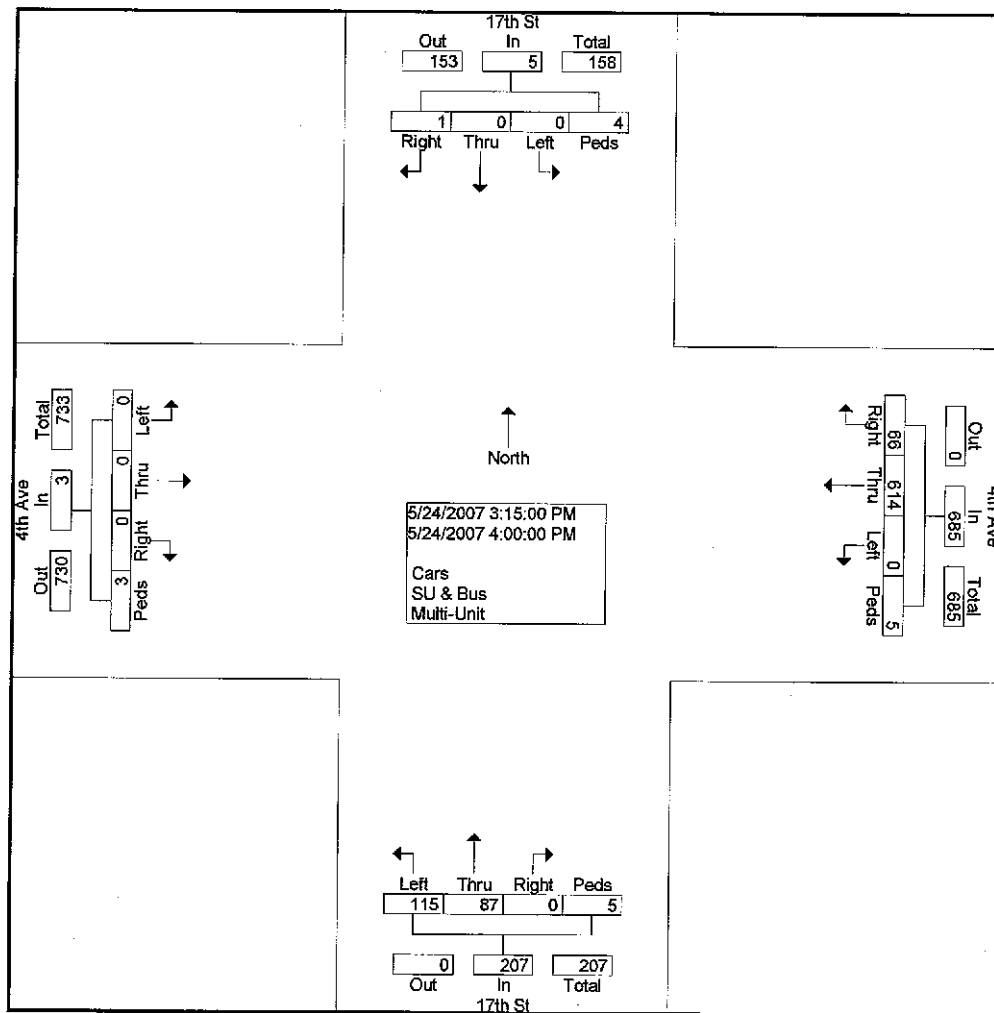 17th St
Out In Total
153 5 158
1 0 0 4
Right Thru Left Peds
Total In Out
733 3 730
4th Ave
0 0 0 3
Left Thru Right Peds
North
5/24/2007 3:15:00 PM
5/24/2007 4:00:00 PM
Cars
SU & Bus
Multi-Unit
Right Thru Left Peds
66 614 0 5
Out In Total
0 685 685
4th Ave
Left Thru Right Peds
115 87 0 5
0 207 207
Out In Total
17th St